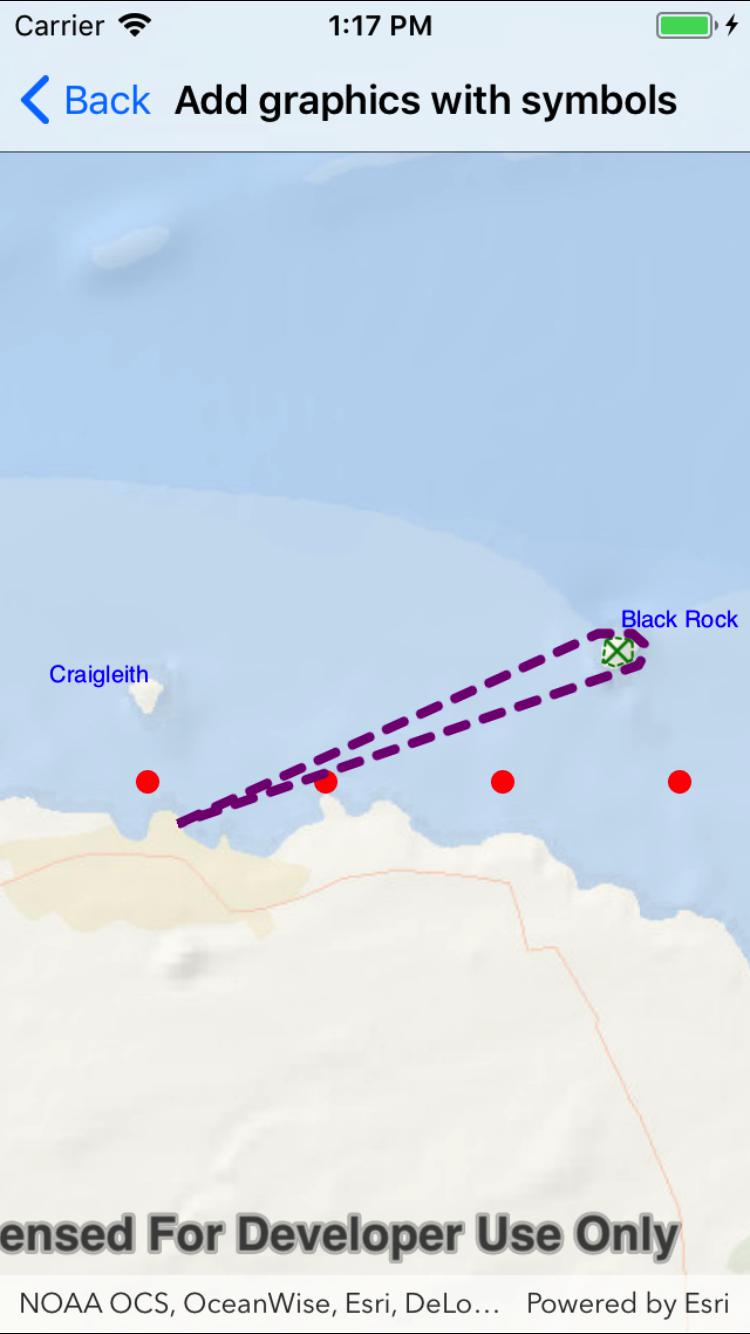 Carrier 1:17 PM
Back Add graphics with symbols
Black Rock
Craigleith
ensed For Developer Use Only
NOAA OCS, OceanWise, Esri, DeLo... Powered by Esri